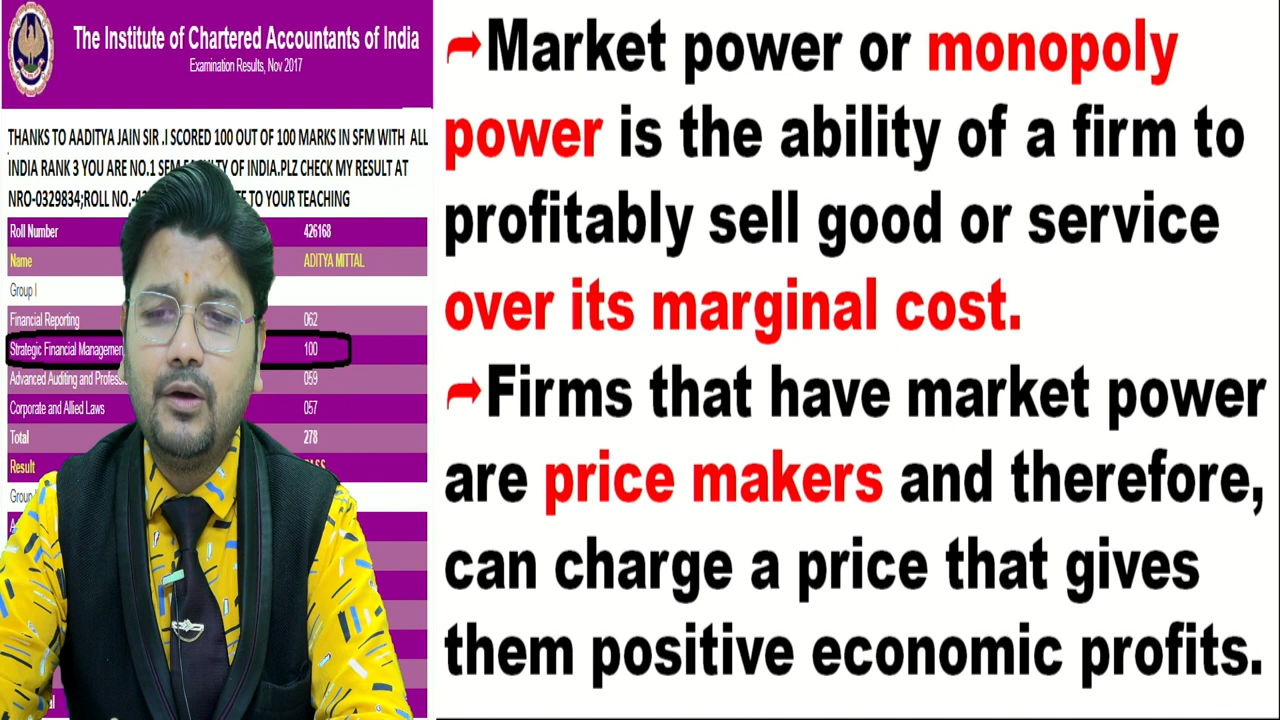 The Institute of Chartered Accountants of India
Examination Results, Nov 2017
THANKS TO AADITYA JAIN SIR .I SCORED 100 OUT OF 100 MARKS IN SFM WITH ALL
INDIA RANK 3 YOU ARE NO.1 SFM OF INDIA.PLZ CHECK MY RESULT AT
NRO-0329834;ROLL NO. TO YOUR TEACHING
Roll Number 426168
Name ADITYA MITTAL
Group I
Financial Reporting 062
Strategic Financial 100
Advanced Auditing and 059
Corporate and Allied Laws 057
Total 278
Result
Market power or monopoly
power is the ability of a firm to
profitably sell good or service
over its marginal cost.
Firms that have market power
are price makers and therefore,
can charge a price that gives
them positive economic profits.